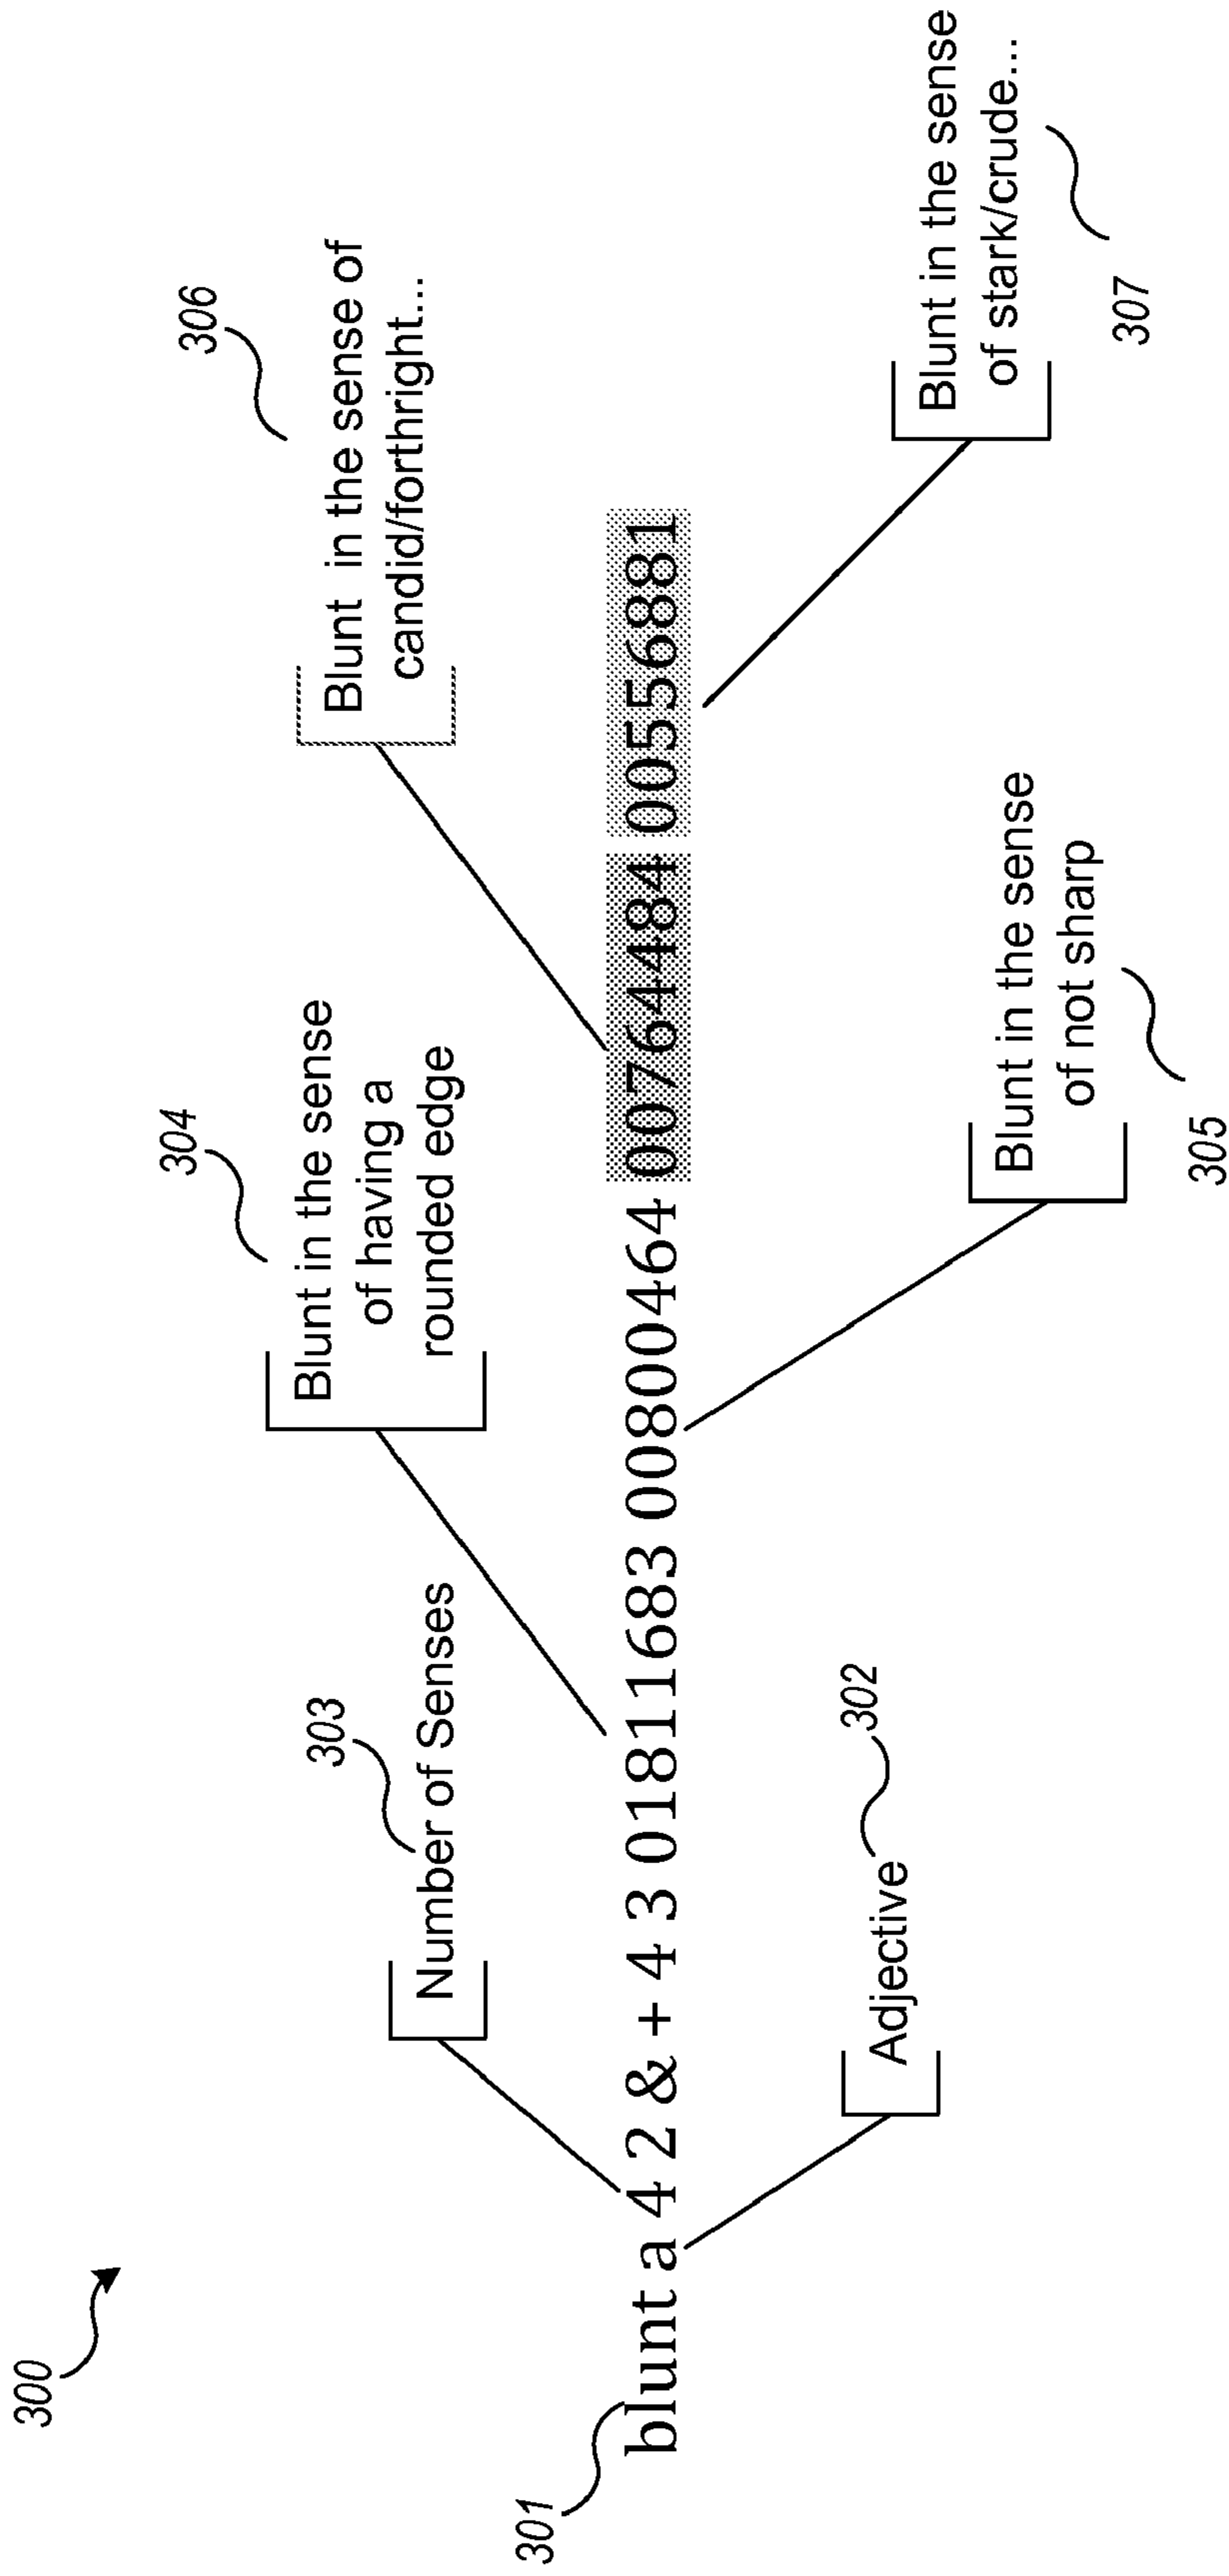 300
304
306
303
Blunt in the sense
of having a
rounded edge
Blunt in the sense of
candid/forthright...
Number of Senses
301
blunt a 4 2 & + 4 3 01811683 00800464 00764484 00556881
Adjective
302
Blunt in the sense
of not sharp
305
Blunt in the sense
of stark/crude...
307